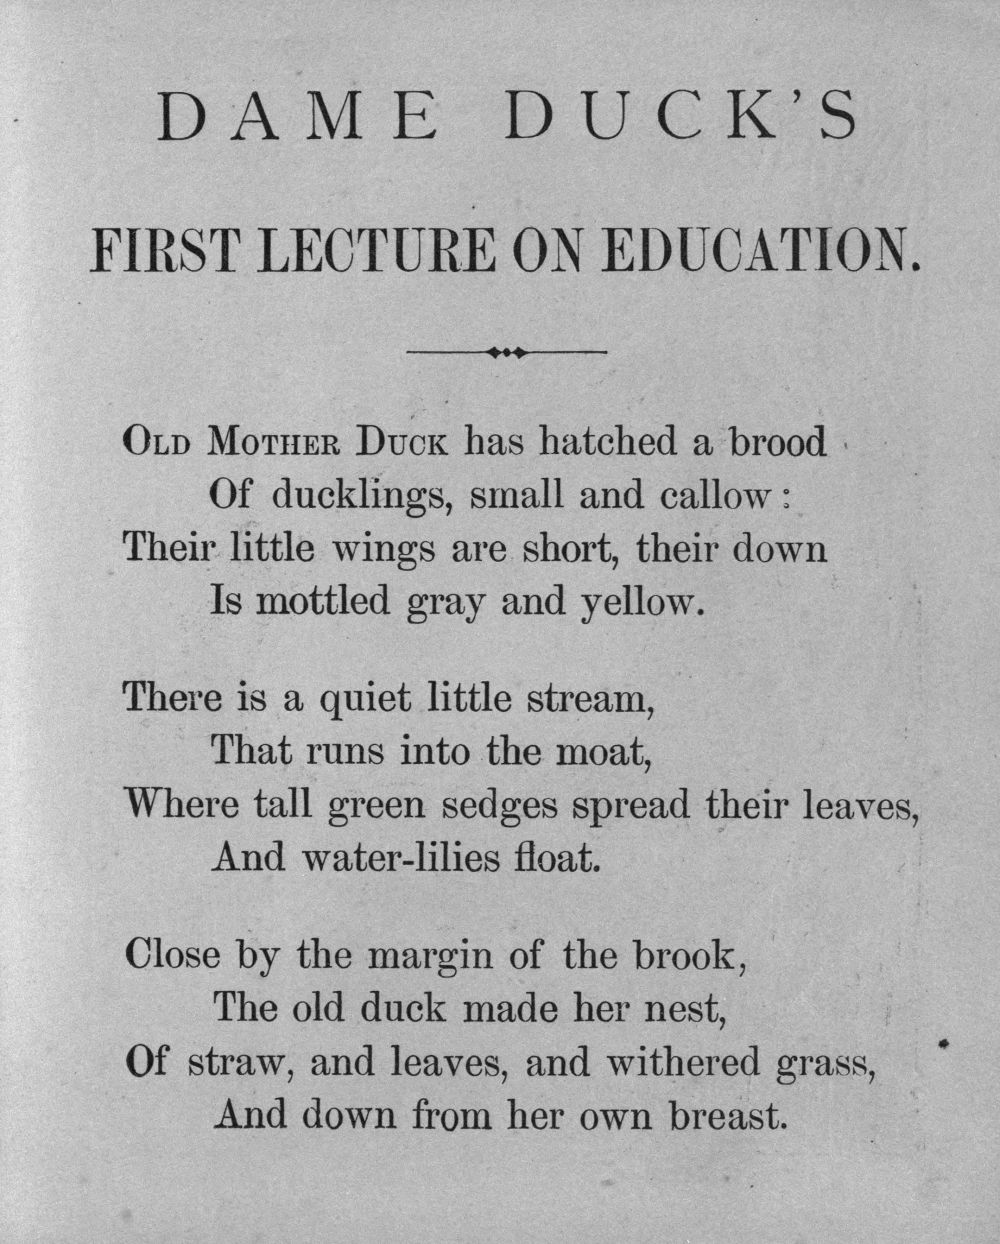 DAME DUCK'S
FIRST LECTURE ON EDUCATION.
OLD MOTHER DUCK has hatched a brood
Of ducklings, small and callow :
Their little wings are short, their down
Is mottled gray and yellow.
There is a quiet little stream,
That runs into the moat,
Where tall green sedges spread their leaves,
And water-lilies float.
Close by the margin of the brook,
The old duck made her nest,
Of straw, and leaves, and withered grass,
And down from her own breast.